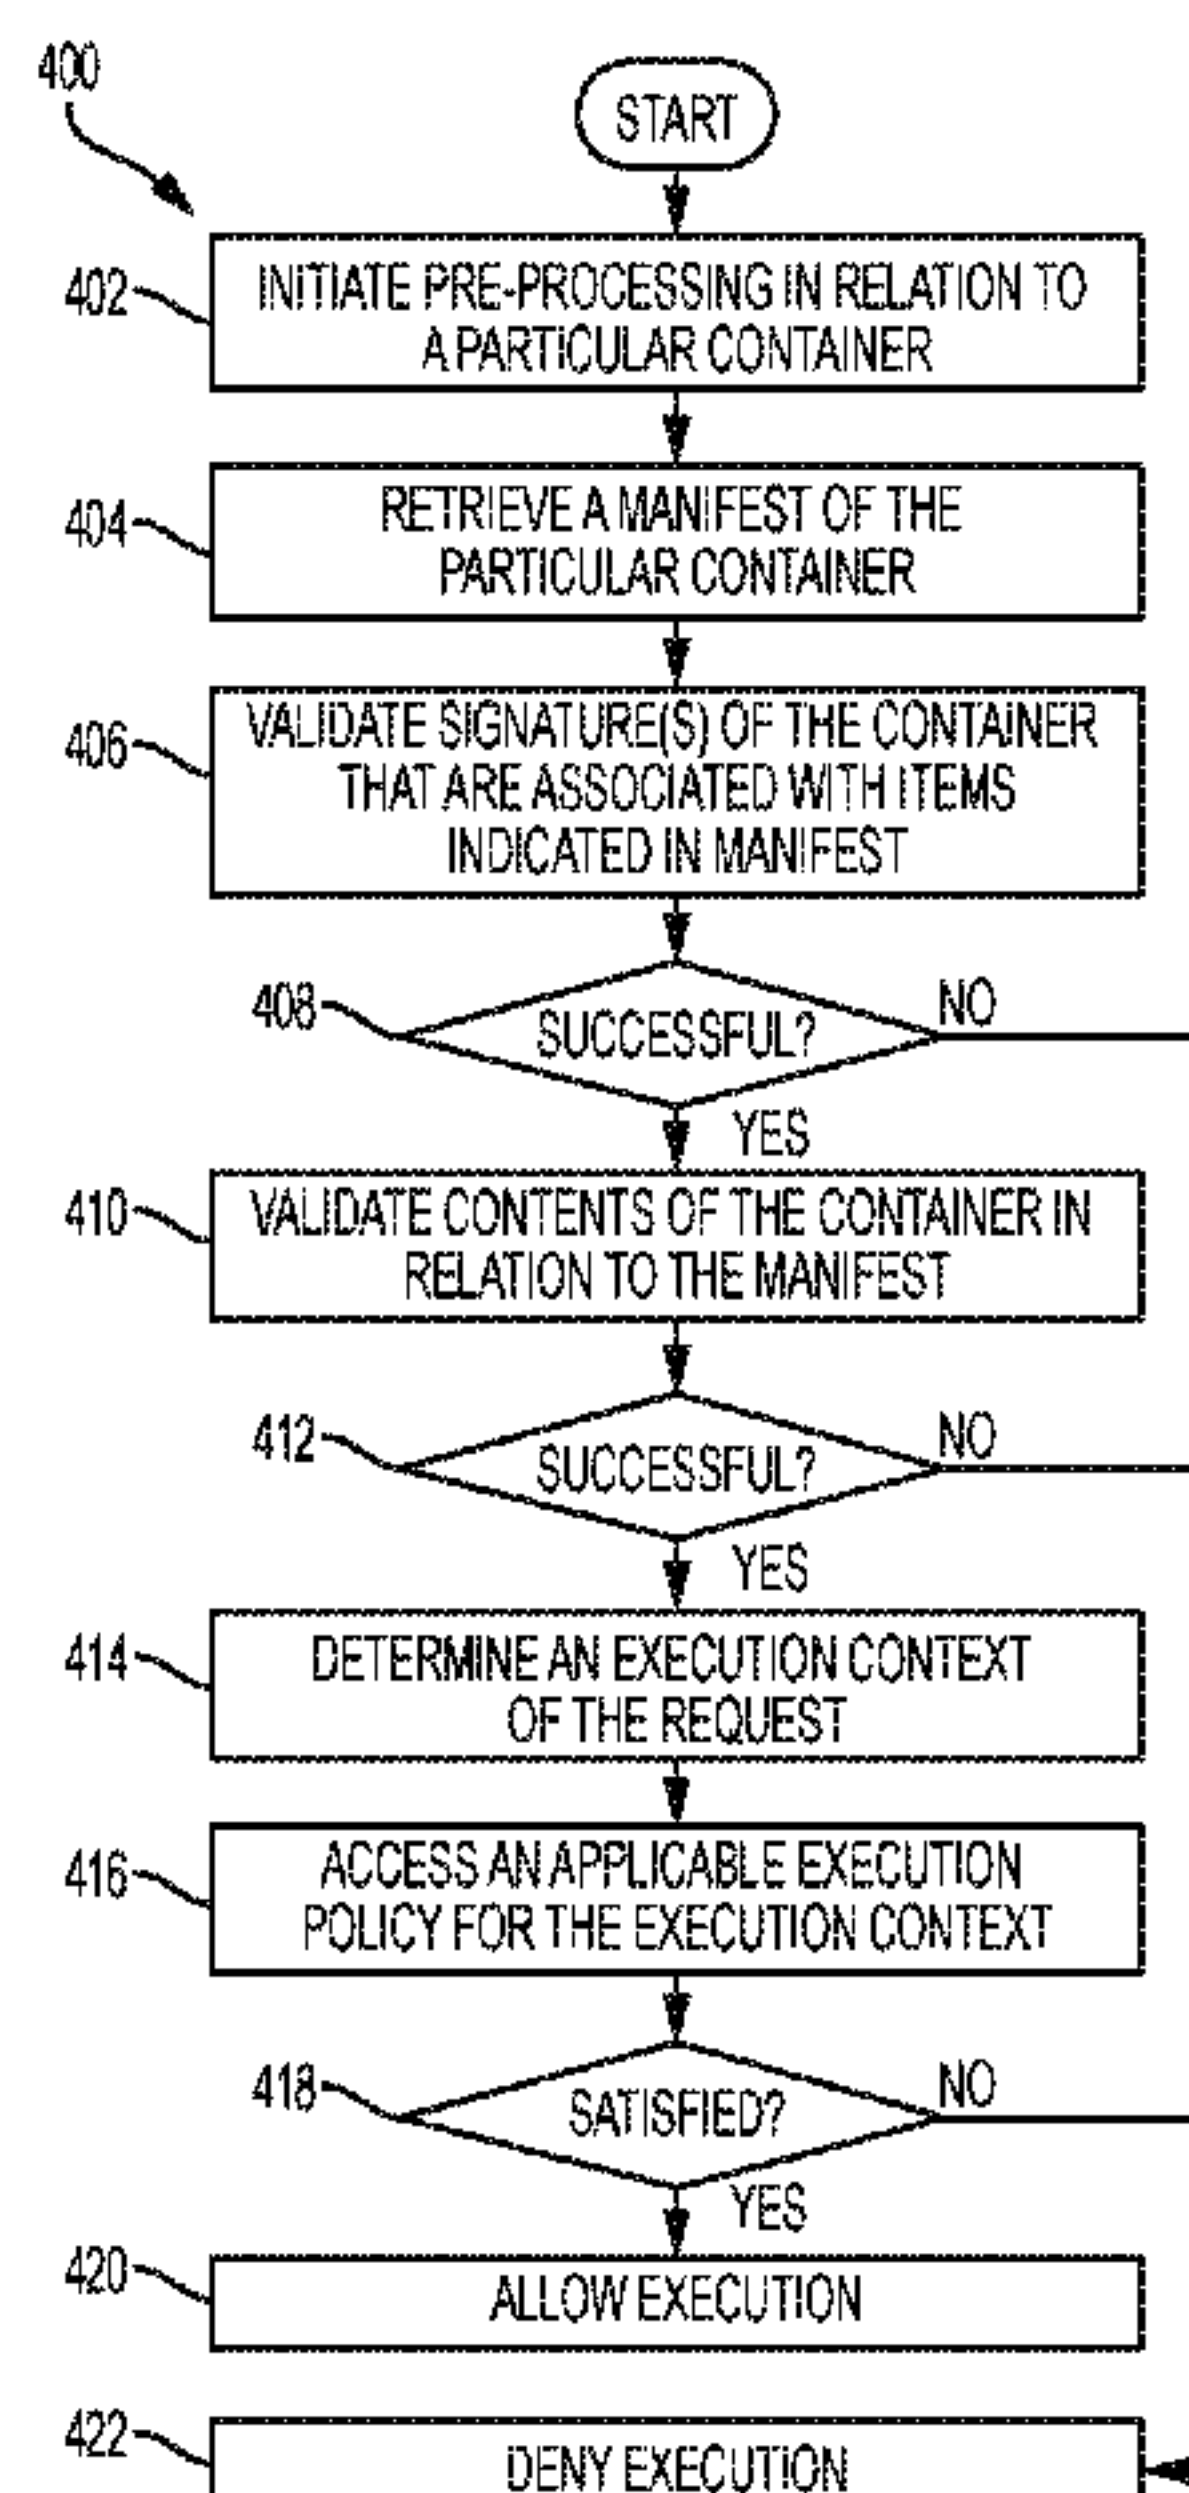 400
START
402
INITIATE PRE-PROCESSING IN RELATION TO
A PARTICULAR CONTAINER
404
RETRIEVE A MANIFEST OF THE
PARTICULAR CONTAINER
406
VALIDATE SIGNATURE(S) OF THE CONTAINER
THAT ARE ASSOCIATED WITH ITEMS
INDICATED IN MANIFEST
408
SUCCESSFUL?
NO
YES
410
VALIDATE CONTENTS OF THE CONTAINER IN
RELATION TO THE MANIFEST
412
SUCCESSFUL?
NO
YES
414
DETERMINE AN EXECUTION CONTEXT
OF THE REQUEST
416
ACCESS AN APPLICABLE EXECUTION
POLICY FOR THE EXECUTION CONTEXT
418
SATISFIED?
NO
YES
420
ALLOW EXECUTION
422
DENY EXECUTION